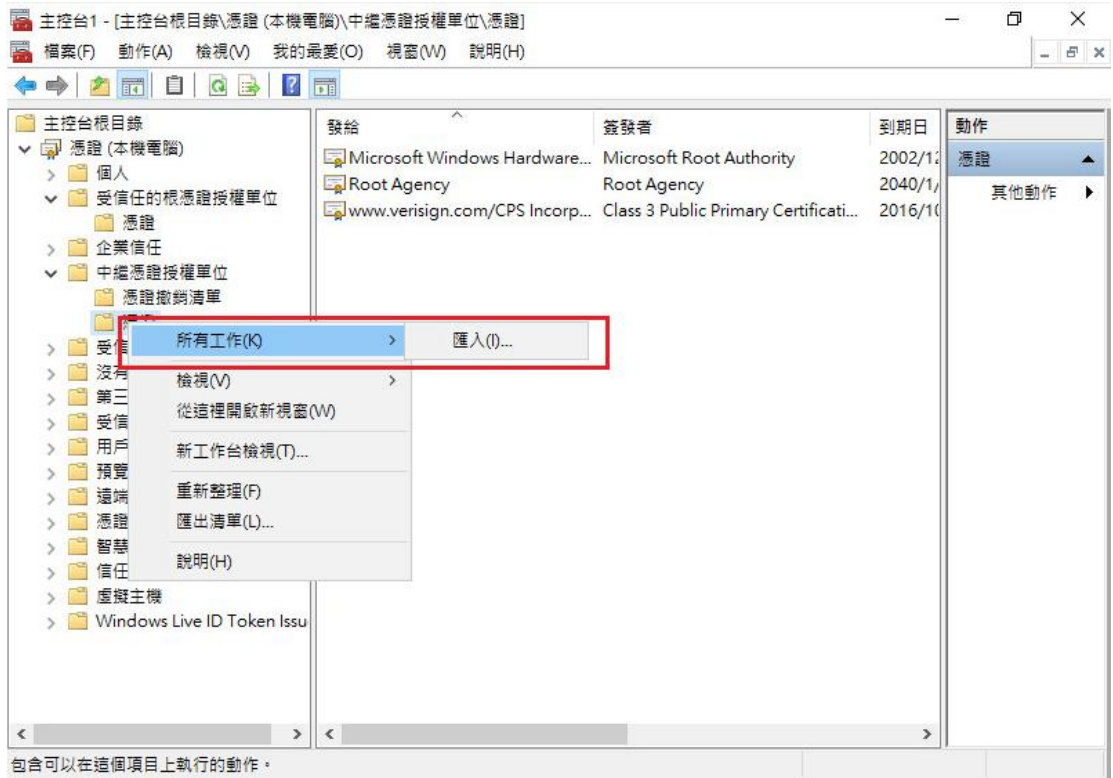 主控台1 - [主控台根目錄\憑證 (本機電腦)\中繼憑證授權單位\憑證]
檔案(F) 動作(A) 檢視(V) 我的最愛(O) 視窗(W) 說明(H)
主控台根目錄
憑證 (本機電腦)
個人
受信任的根憑證授權單位
憑證
企業信任
中繼憑證授權單位
憑證撤銷清單
受信
沒有
第三
受信
用戶
預覽
遠端
憑證
智慧
信任
虛擬主機
Windows Live ID Token Issu
所有工作(K)
匯入(I)...
檢視(V)
從這裡開啟新視窗(W)
新工作台檢視(T)...
重新整理(F)
匯出清單(L)...
說明(H)
發給 簽發者 到期日
Microsoft Windows Hardware... Microsoft Root Authority 2002/12
Root Agency Root Agency 2040/1/
www.verisign.com/CPS Incorp... Class 3 Public Primary Certificati... 2016/10
動作
憑證
其他動作
包含可以在這個項目上執行的動作。